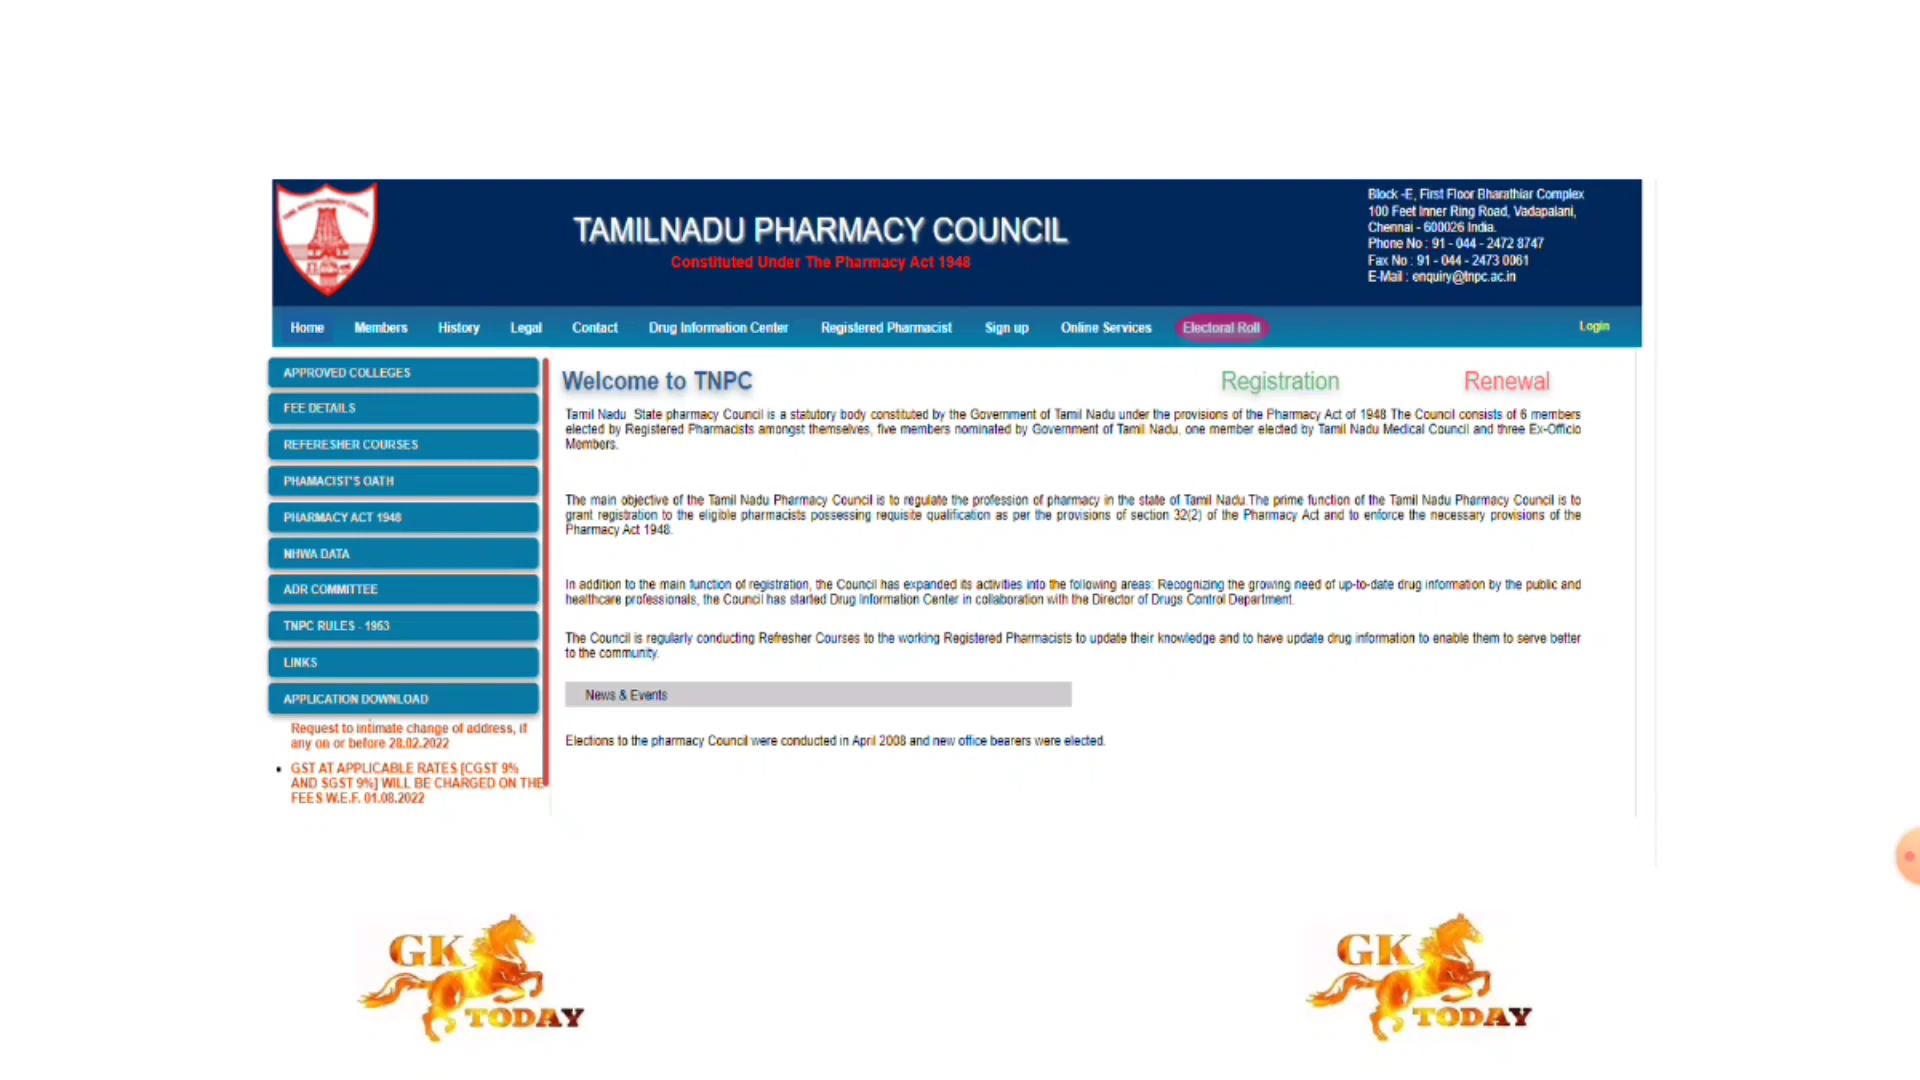 TAMILNADU PHARMACY COUNCIL
Constituted Under The Pharmacy Act 1948
Block -E, First Floor Bharathiar Complex
100 Feet Inner Ring Road, Vadapalani,
Chennai - 600026 India.
Phone No : 91 - 044 - 2472 8747
Fax No : 91 - 044 - 2473 0061
E-Mail : enquiry@tnpc.ac.in
Home Members History Legal Contact Drug Information Center Registered Pharmacist Sign up Online Services Electoral Roll Login
APPROVED COLLEGES
FEE DETAILS
REFERESHER COURSES
PHAMACIST'S OATH
PHARMACY ACT 1948
NHWA DATA
ADR COMMITTEE
TNPC RULES - 1953
LINKS
APPLICATION DOWNLOAD
Request to intimate change of address, if
any on or before 28.02.2022
• GST AT APPLICABLE RATES [CGST 9%
AND SGST 9%] WILL BE CHARGED ON THE
FEES W.E.F. 01.08.2022
Welcome to TNPC
Registration
Renewal
Tamil Nadu State pharmacy Council is a statutory body constituted by the Government of Tamil Nadu under the provisions of the Pharmacy Act of 1948 The Council consists of 6 members
elected by Registered Pharmacists amongst themselves, five members nominated by Government of Tamil Nadu, one member elected by Tamil Nadu Medical Council and three Ex-Officio
Members.
The main objective of the Tamil Nadu Pharmacy Council is to regulate the profession of pharmacy in the state of Tamil Nadu.The prime function of the Tamil Nadu Pharmacy Council is to
grant registration to the eligible pharmacists possessing requisite qualification as per the provisions of section 32(2) of the Pharmacy Act and to enforce the necessary provisions of the
Pharmacy Act 1948.
In addition to the main function of registration, the Council has expanded its activities into the following areas: Recognizing the growing need of up-to-date drug information by the public and
healthcare professionals, the Council has started Drug Information Center in collaboration with the Director of Drugs Control Department.
The Council is regularly conducting Refresher Courses to the working Registered Pharmacists to update their knowledge and to have update drug information to enable them to serve better
to the community.
News & Events
Elections to the pharmacy Council were conducted in April 2008 and new office bearers were elected.
GK
TODAY
GK
TODAY